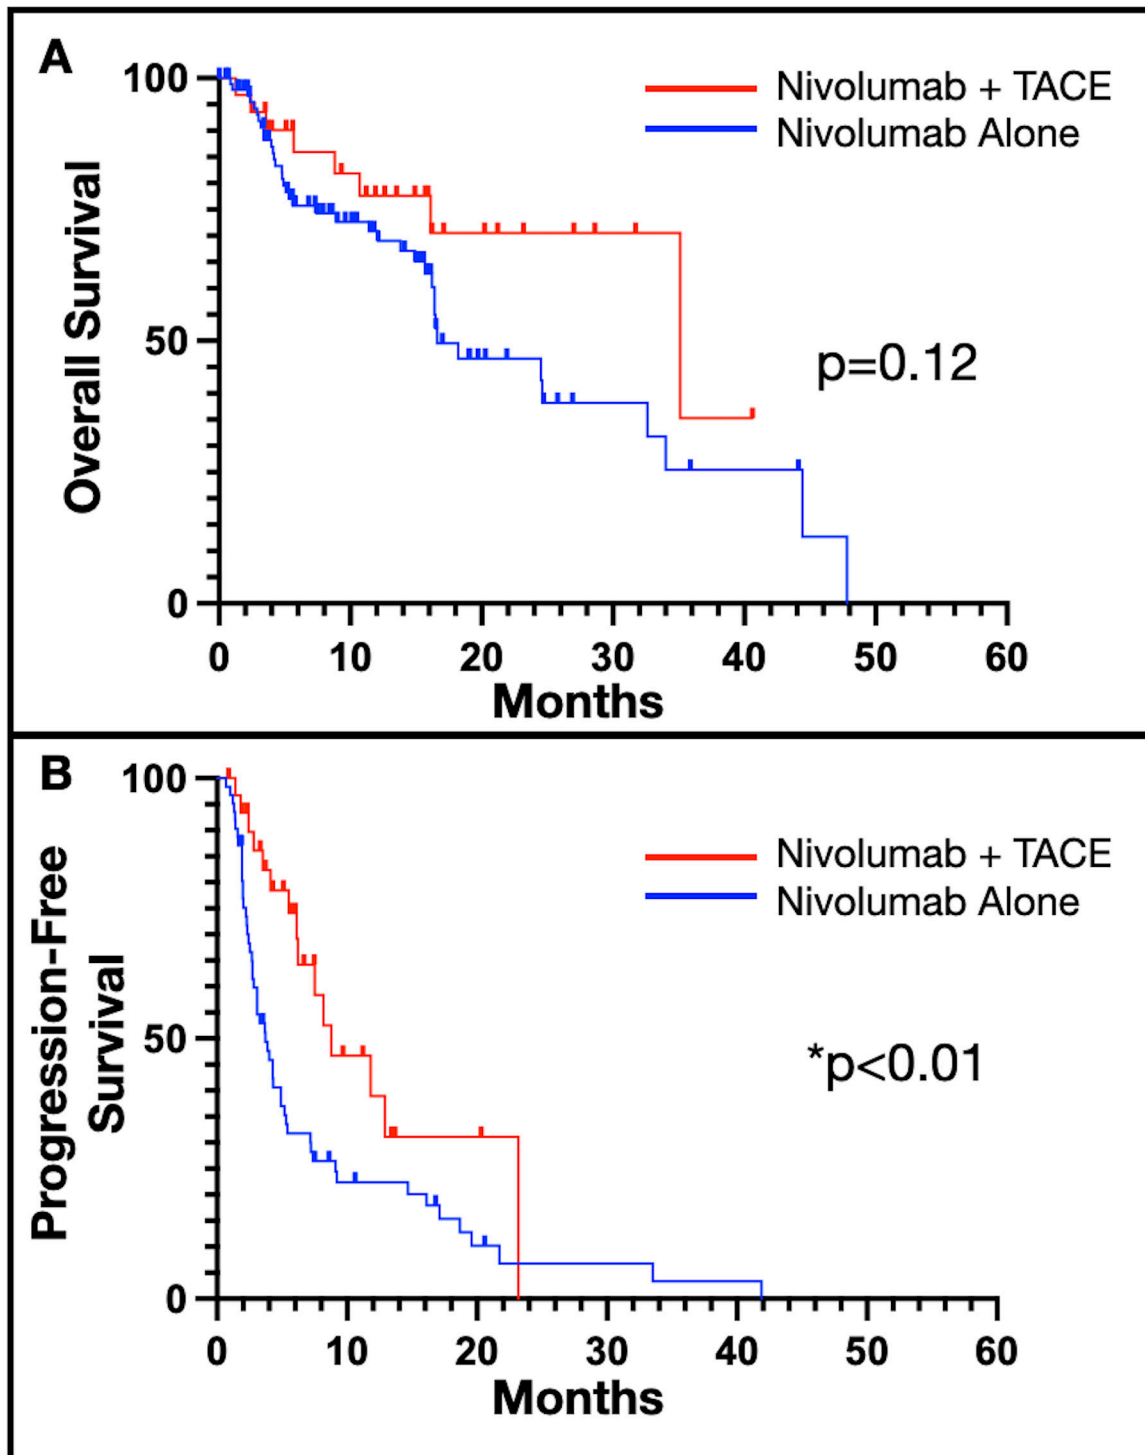 A
100
Nivolumab + TACE
Nivolumab Alone
Overall Survival
50
p=0.12
0
0 10 20 30 40 50 60
Months
B
100
Nivolumab + TACE
Nivolumab Alone
Progression-Free
Survival
50
*p<0.01
0
0 10 20 30 40 50 60
Months